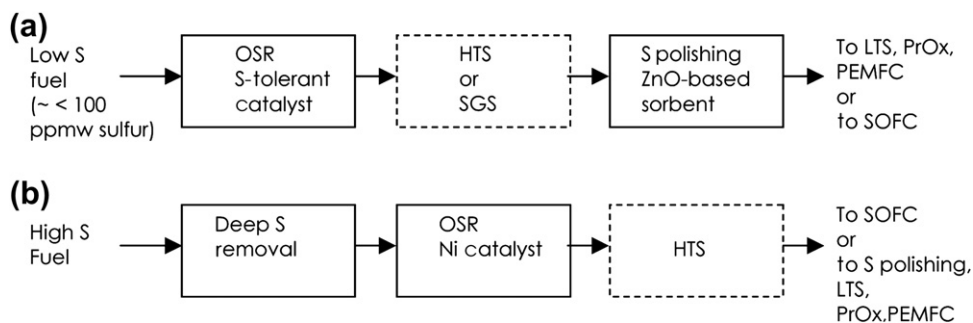 (a)
Low S
fuel
(~ < 100
ppmw sulfur)
OSR
S-tolerant
catalyst
HTS
or
SGS
S polishing
ZnO-based
sorbent
To LTS, PrOx,
PEMFC
or
to SOFC
(b)
High S
Fuel
Deep S
removal
OSR
Ni catalyst
HTS
To SOFC
or
to S polishing,
LTS,
PrOx,PEMFC